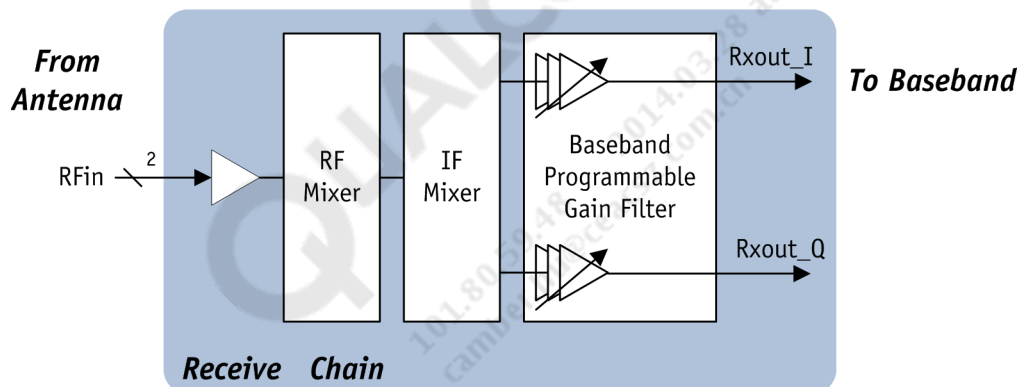 From
Antenna
RFin
2
RF
Mixer
IF
Mixer
Baseband
Programmable
Gain Filter
Rxout_I
Rxout_Q
To Baseband
Receive Chain